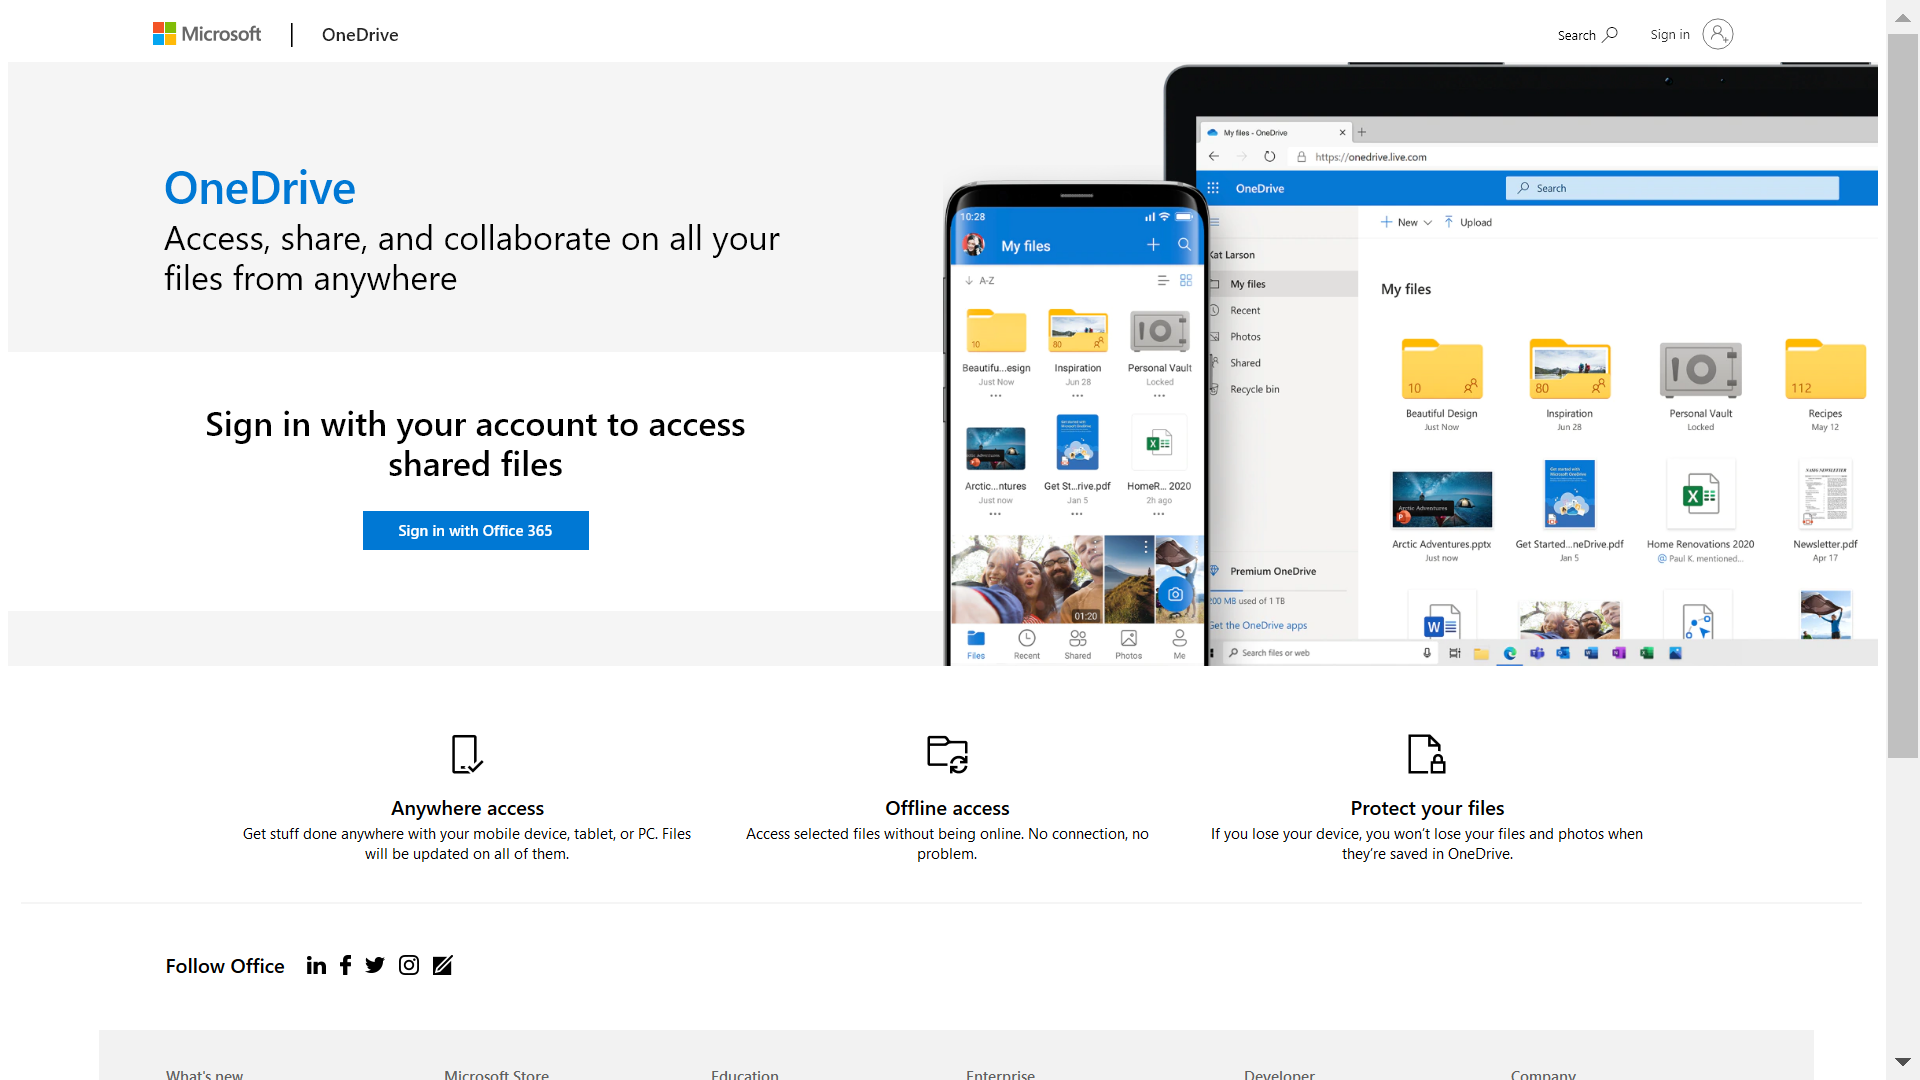 Microsoft
OneDrive
Search
Sign in
OneDrive
Access, share, and collaborate on all your
files from anywhere
Sign in with your account to access
shared files
Sign in with Office 365
10:28
My files
A-Z
10
80
Beautifu...esign
Inspiration
Personal Vault
Just Now
Jun 28
Locked
Arctic...ntures
Get St...rive.pdf
HomeR... 2020
Just now
Jan 5
2h ago
01:20
Files
Recent
Shared
Photos
Me
My files - OneDrive
https://onedrive.live.com
OneDrive
Search
New
Upload
Kat Larson
My files
Recent
Photos
Shared
Recycle bin
My files
10
80
112
Beautiful Design
Inspiration
Personal Vault
Recipes
Just Now
Jun 28
Locked
May 12
Arctic Adventures
Arctic Adventures.pptx
Get Started...neDrive.pdf
Home Renovations 2020
Newsletter.pdf
Just now
Jan 5
@ Paul K. mentioned...
Apr 17
Premium OneDrive
200 MB used of 1 TB
Get the OneDrive apps
Search files or web
Anywhere access
Get stuff done anywhere with your mobile device, tablet, or PC. Files
will be updated on all of them.
Offline access
Access selected files without being online. No connection, no
problem.
Protect your files
If you lose your device, you won’t lose your files and photos when
they’re saved in OneDrive.
Follow Office
What's new
Microsoft Store
Education
Enterprise
Developer
Company